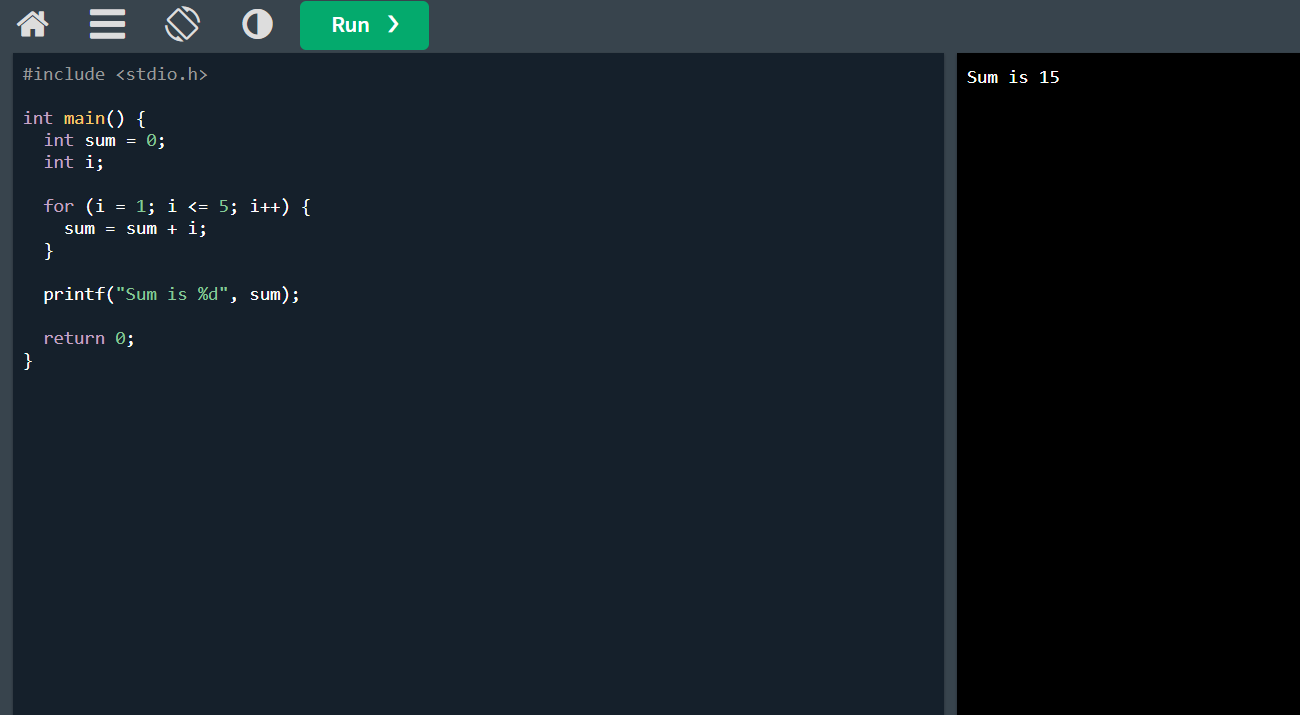 Run ❯
#include <stdio.h>
int main() {
  int sum = 0;
  int i;
  for (i = 1; i <= 5; i++) {
    sum = sum + i;
  }
  printf("Sum is %d", sum);
  return 0;
}
Sum is 15